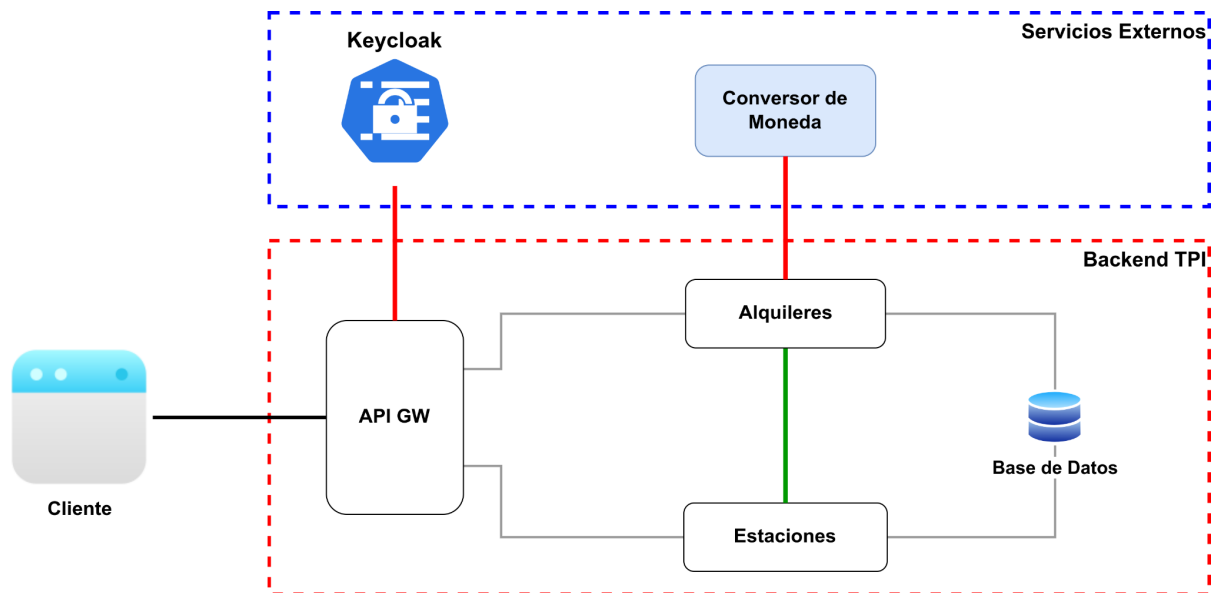 Servicios Externos
Keycloak
Conversor de
Moneda
Backend TPI
Alquileres
API GW
Base de Datos
Cliente
Estaciones